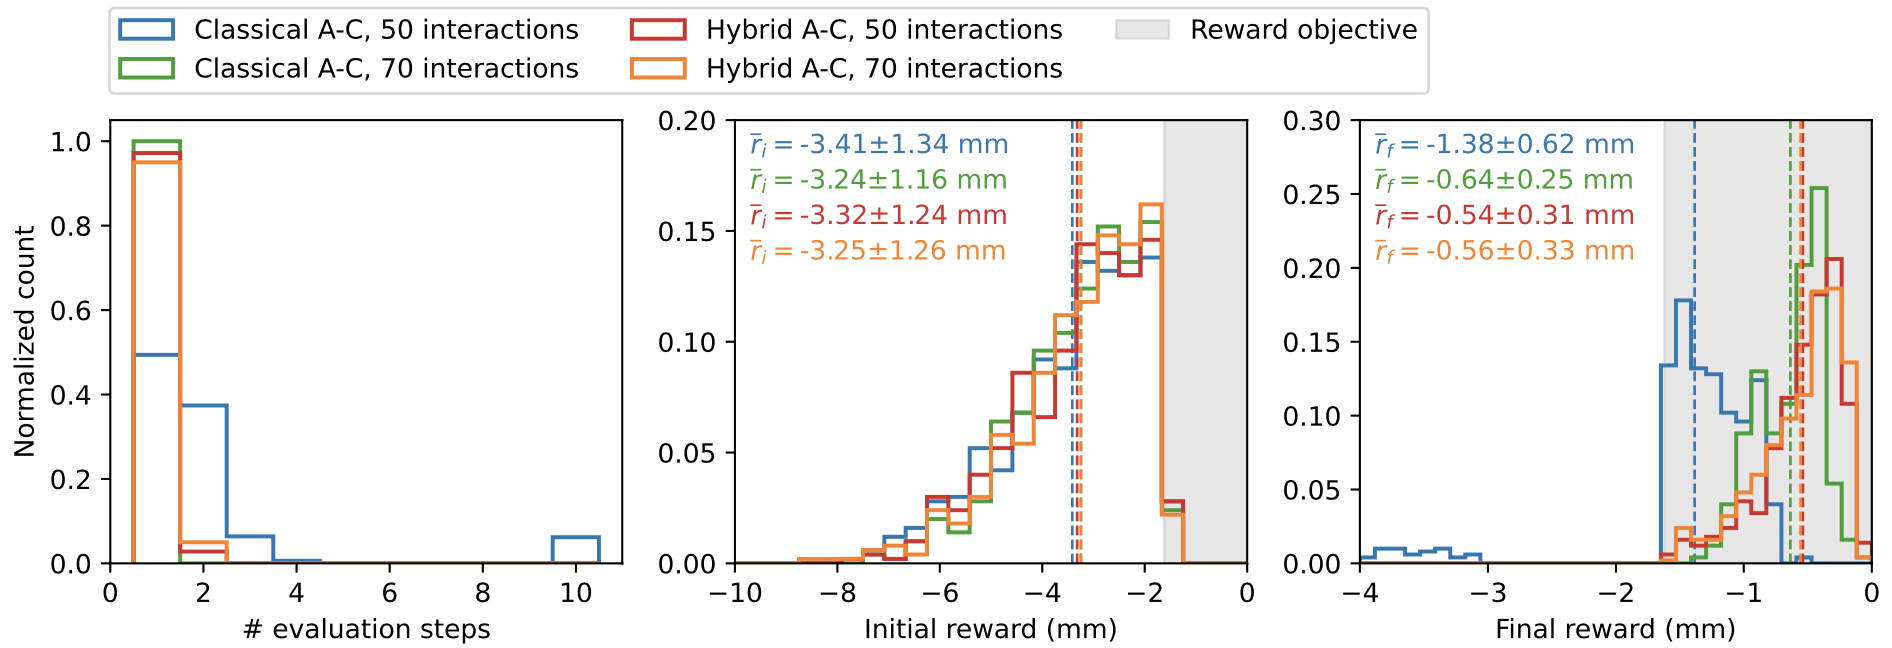 Classical A-C, 50 interactions
Classical A-C, 70 interactions
Hybrid A-C, 50 interactions
Hybrid A-C, 70 interactions
Reward objective
Normalized count
1.0
0.8
0.6
0.4
0.2
0.0
0 2 4 6 8 10
# evaluation steps
0.20
0.15
0.10
0.05
0.00
r̄i = -3.41±1.34 mm
r̄i = -3.24±1.16 mm
r̄i = -3.32±1.24 mm
r̄i = -3.25±1.26 mm
−10 −8 −6 −4 −2 0
Initial reward (mm)
0.30
0.25
0.20
0.15
0.10
0.05
0.00
r̄f = -1.38±0.62 mm
r̄f = -0.64±0.25 mm
r̄f = -0.54±0.31 mm
r̄f = -0.56±0.33 mm
−4 −3 −2 −1 0
Final reward (mm)